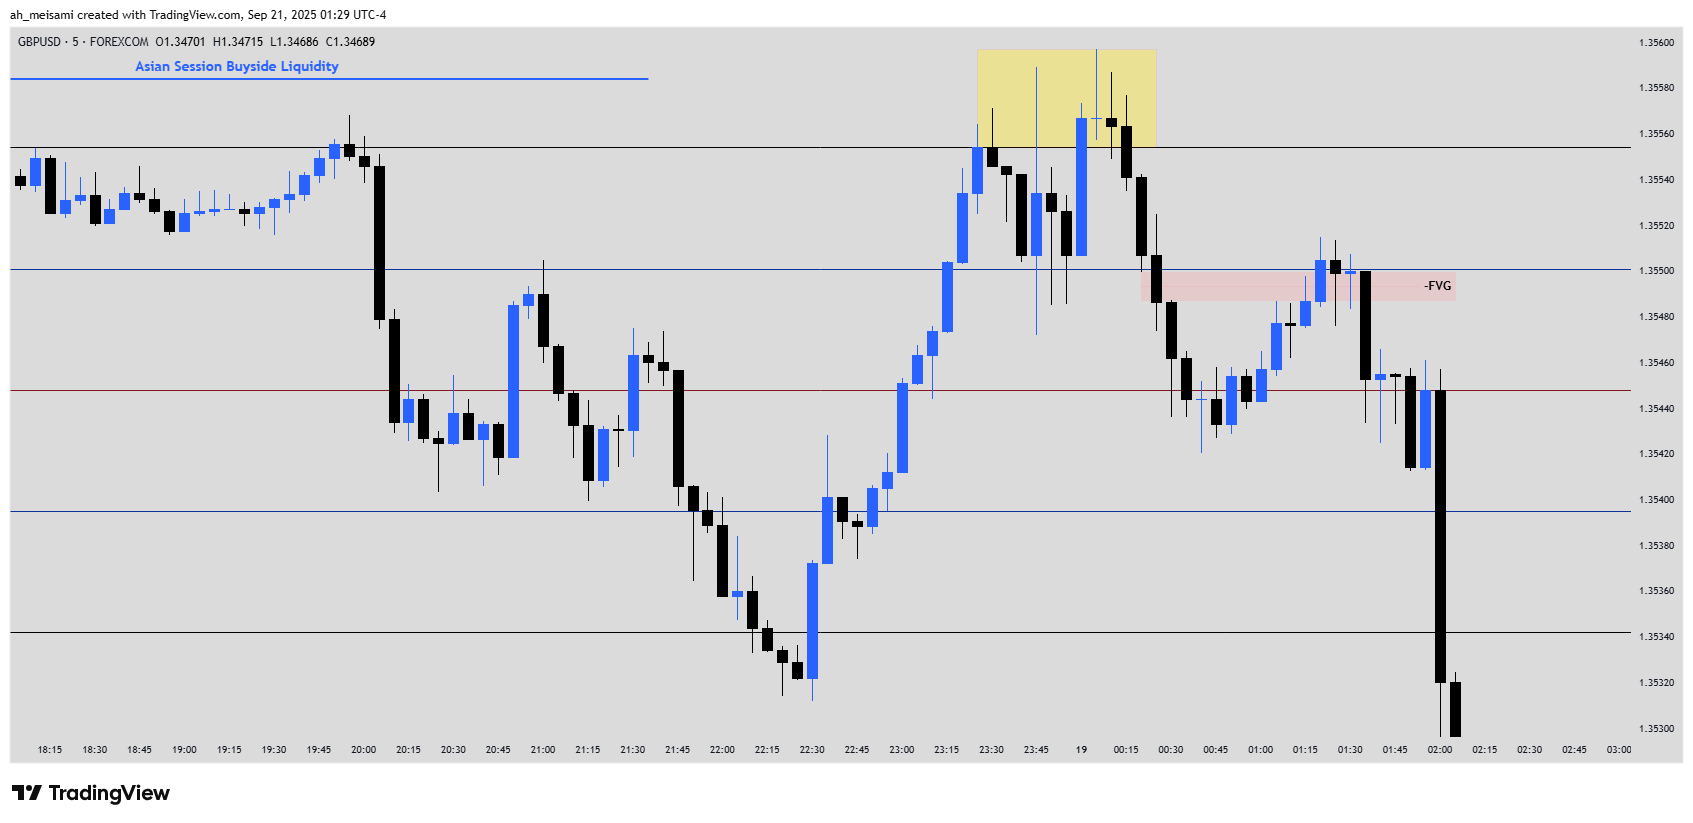 ah_meisami created with TradingView.com, Sep 21, 2025 01:29 UTC-4
GBPUSD · 5 · FOREXCOM O1.34701 H1.34715 L1.34686 C1.34689
Asian Session Buyside Liquidity
1.35600
1.35580
1.35560
1.35540
1.35520
1.35500
-FVG
1.35480
1.35460
1.35440
1.35420
1.35400
1.35380
1.35360
1.35340
1.35320
1.35300
18:15 18:30 18:45 19:00 19:15 19:30 19:45 20:00 20:15 20:30 20:45 21:00 21:15 21:30 21:45 22:00 22:15 22:30 22:45 23:00 23:15 23:30 23:45 19 00:15 00:30 00:45 01:00 01:15 01:30 01:45 02:00 02:15 02:30 02:45 03:00
TradingView